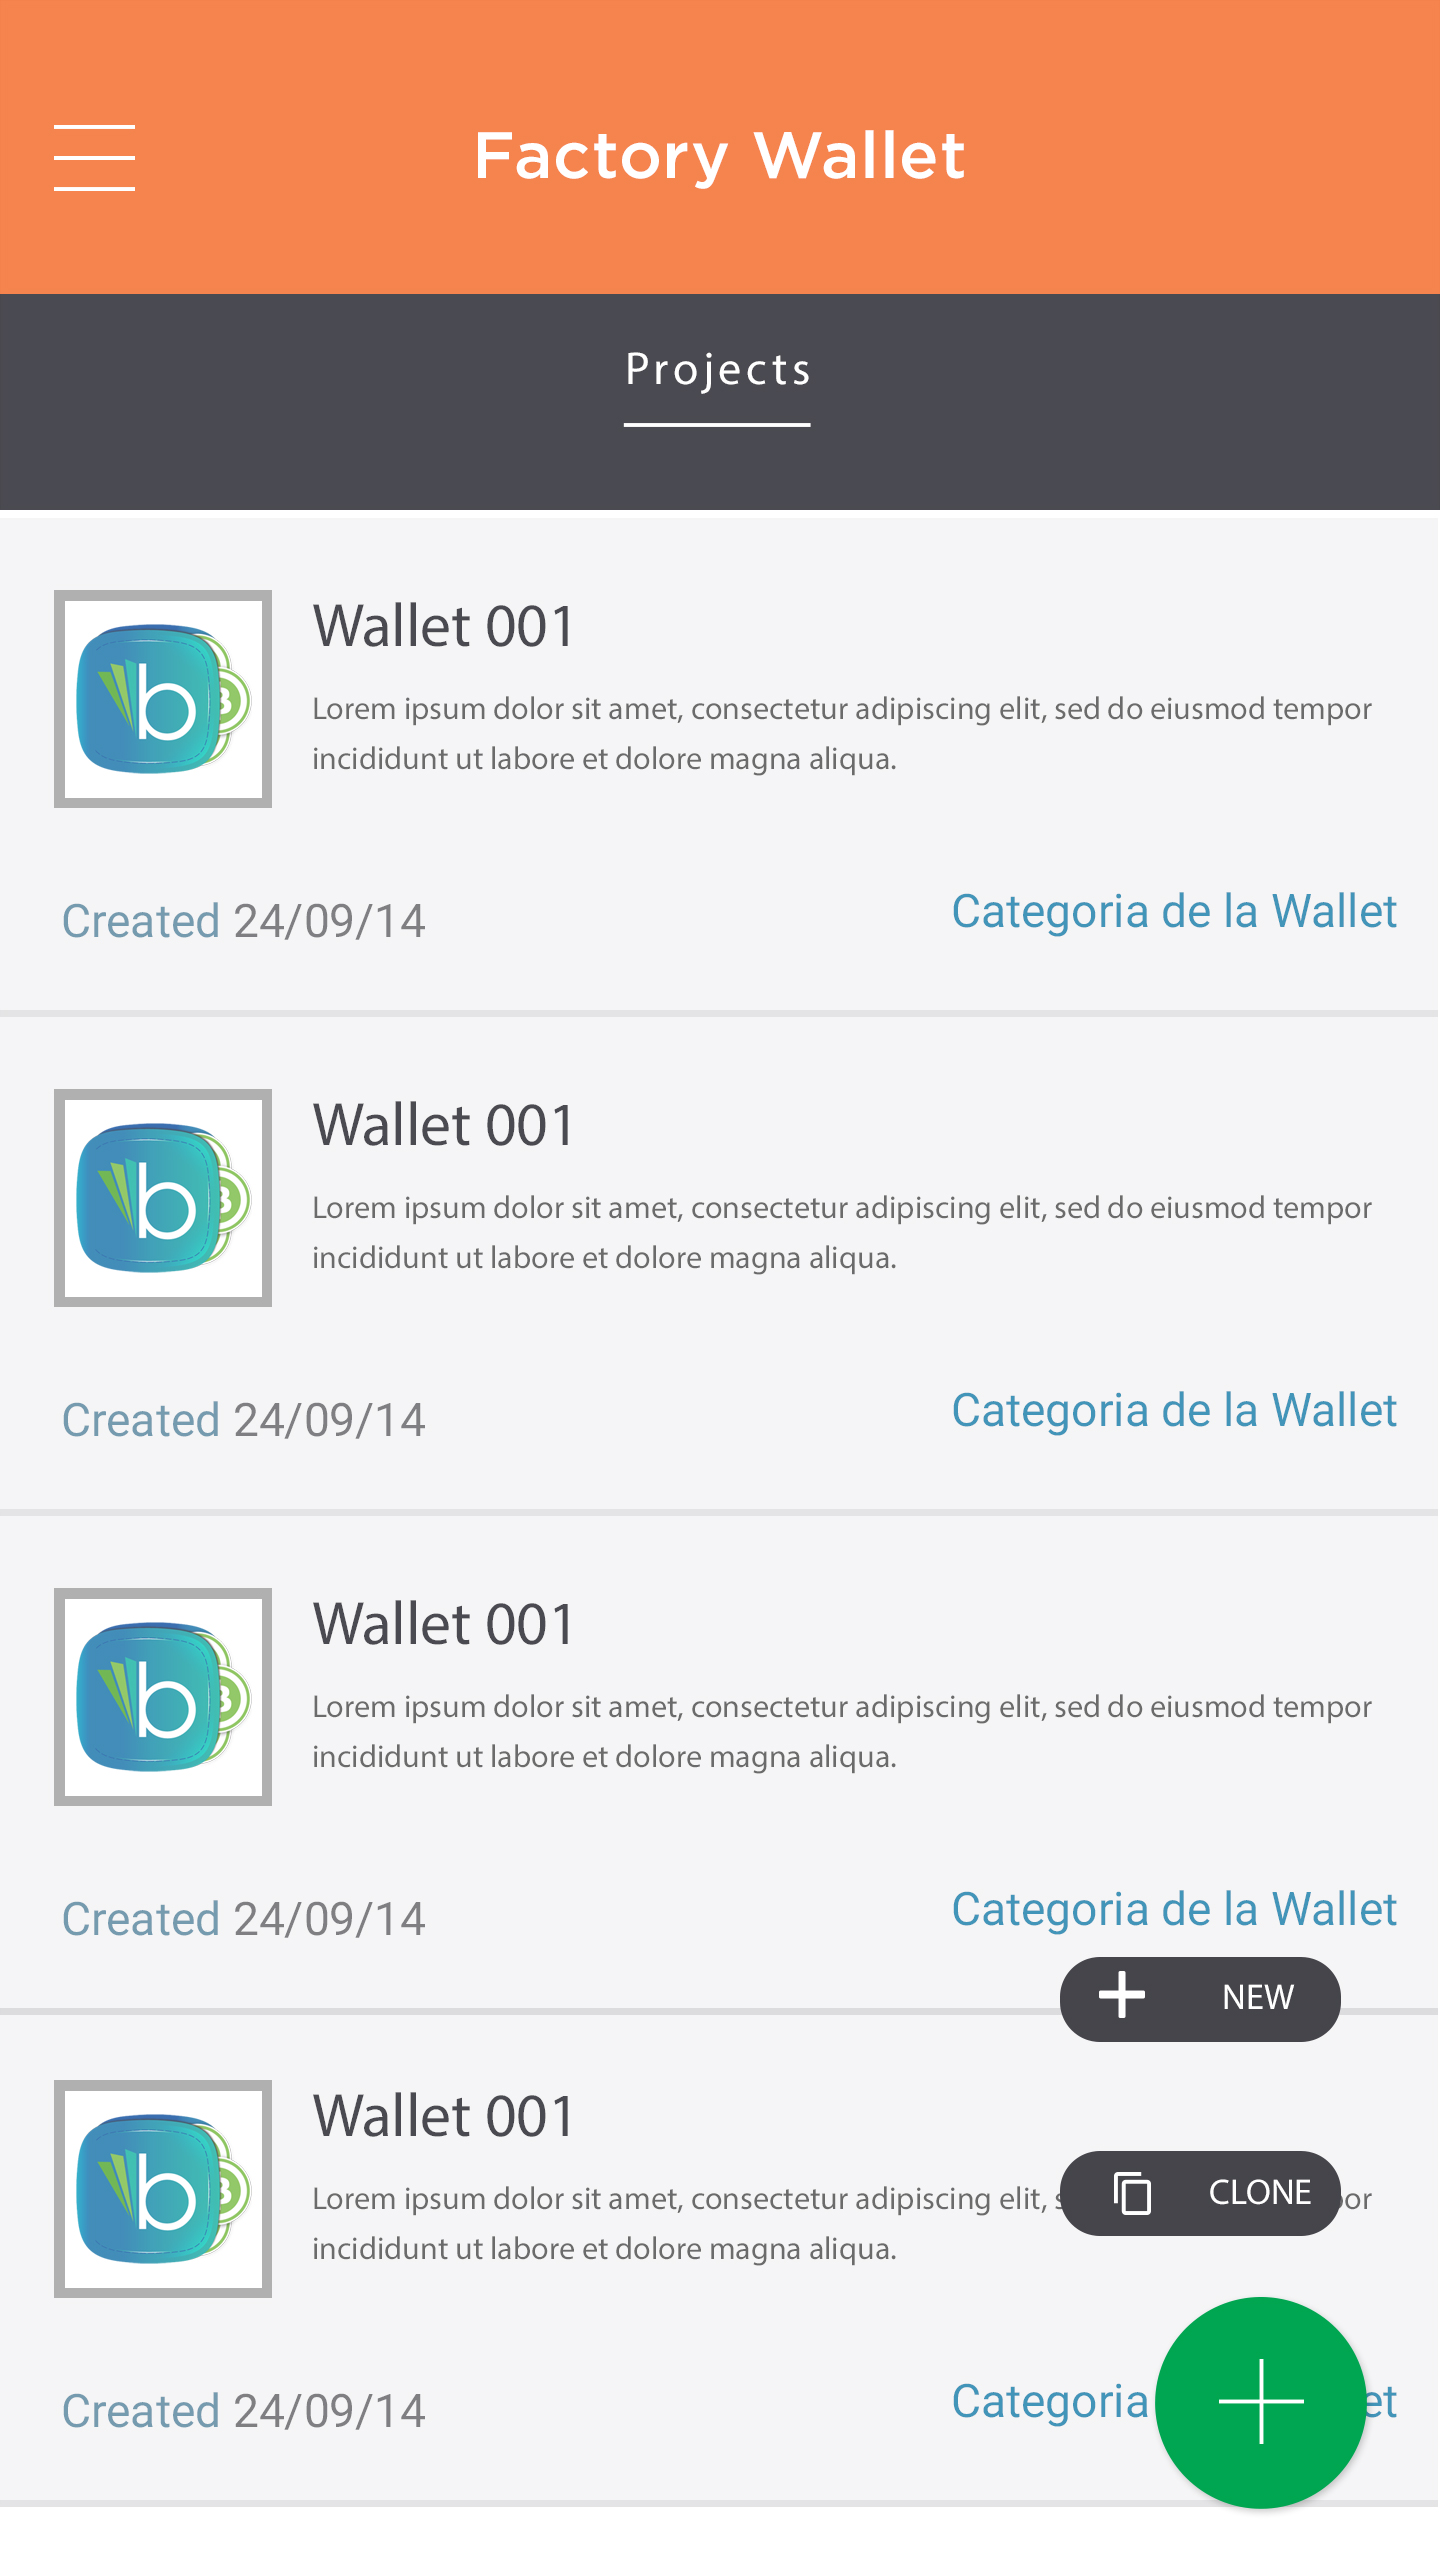 Factory Wallet
Projects
Wallet 001
Lorem ipsum dolor sit amet, consectetur adipiscing elit, sed do eiusmod tempor
incididunt ut labore et dolore magna aliqua.
Created 24/09/14
Categoria de la Wallet
Wallet 001
Lorem ipsum dolor sit amet, consectetur adipiscing elit, sed do eiusmod tempor
incididunt ut labore et dolore magna aliqua.
Created 24/09/14
Categoria de la Wallet
Wallet 001
Lorem ipsum dolor sit amet, consectetur adipiscing elit, sed do eiusmod tempor
incididunt ut labore et dolore magna aliqua.
Created 24/09/14
Categoria de la Wallet
NEW
Wallet 001
Lorem ipsum dolor sit amet, consectetur adipiscing elit,
CLONE
incididunt ut labore et dolore magna aliqua.
Created 24/09/14
Categoria